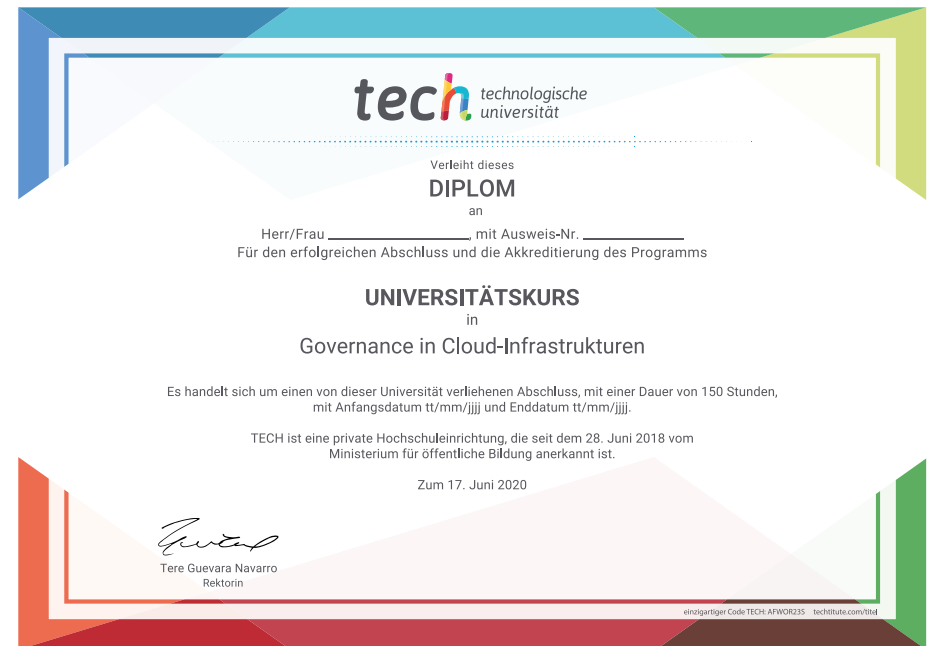 tech technologische
universität
Verleiht dieses
DIPLOM
an
Herr/Frau ____________________, mit Ausweis-Nr. ______________
Für den erfolgreichen Abschluss und die Akkreditierung des Programms
UNIVERSITÄTSKURS
in
Governance in Cloud-Infrastrukturen
Es handelt sich um einen von dieser Universität verliehenen Abschluss, mit einer Dauer von 150 Stunden,
mit Anfangsdatum tt/mm/jjjj und Enddatum tt/mm/jjjj.
TECH ist eine private Hochschuleinrichtung, die seit dem 28. Juni 2018 vom
Ministerium für öffentliche Bildung anerkannt ist.
Zum 17. Juni 2020
Tere Guevara Navarro
Rektorin
einzigartiger Code TECH: AFWOR23S techtitute.com/titel